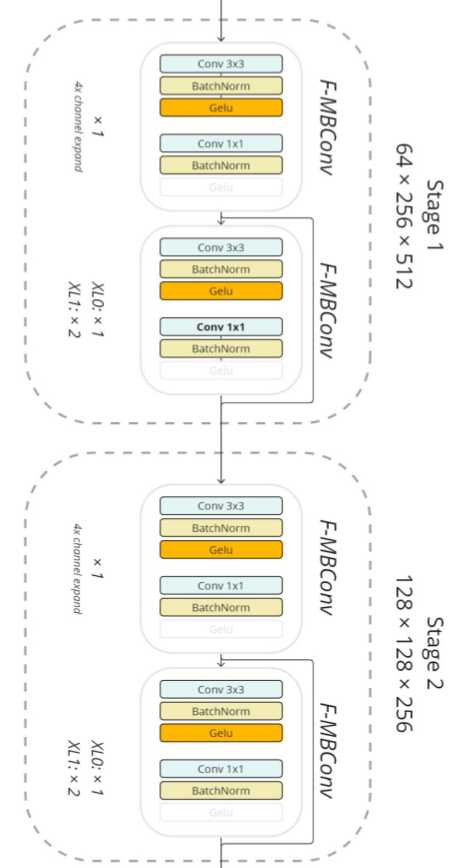 Stage 1
64 × 256 × 512
F-MBConv
Conv 3x3
BatchNorm
Gelu
Conv 1x1
BatchNorm
Gelu
× 1
4x channel expand
F-MBConv
Conv 3x3
BatchNorm
Gelu
Conv 1x1
BatchNorm
Gelu
XL0: × 1
XL1: × 2
Stage 2
128 × 128 × 256
F-MBConv
Conv 3x3
BatchNorm
Gelu
Conv 1x1
BatchNorm
Gelu
× 1
4x channel expand
F-MBConv
Conv 3x3
BatchNorm
Gelu
Conv 1x1
BatchNorm
Gelu
XL0: × 1
XL1: × 2